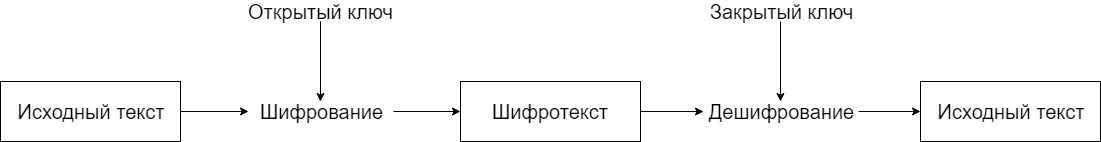 Открытый ключ
Закрытый ключ
Исходный текст
Шифрование
Шифротекст
Дешифрование
Исходный текст